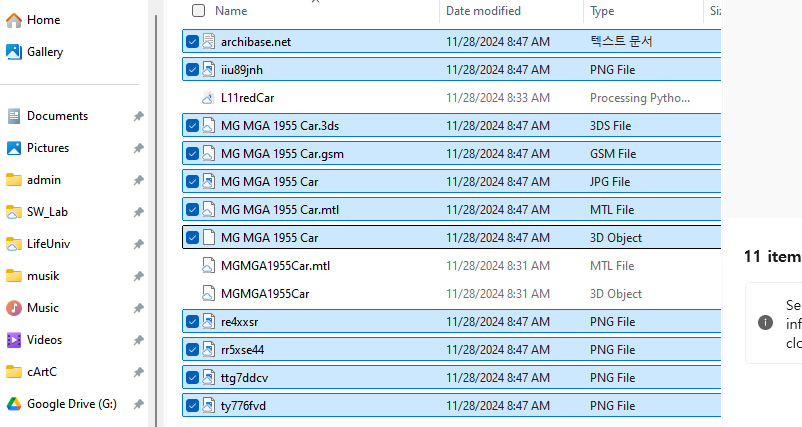 Home
Gallery
Documents
Pictures
admin
SW_Lab
LifeUniv
musik
Music
Videos
cArtC
Google Drive (G:)
Name Date modified Type
archibase.net 11/28/2024 8:47 AM 텍스트 문서
iiu89jnh 11/28/2024 8:47 AM PNG File
L11redCar 11/28/2024 8:33 AM Processing Pytho...
MG MGA 1955 Car.3ds 11/28/2024 8:47 AM 3DS File
MG MGA 1955 Car.gsm 11/28/2024 8:47 AM GSM File
MG MGA 1955 Car 11/28/2024 8:47 AM JPG File
MG MGA 1955 Car.mtl 11/28/2024 8:47 AM MTL File
MG MGA 1955 Car 11/28/2024 8:47 AM 3D Object
MGMGA1955Car.mtl 11/28/2024 8:31 AM MTL File
MGMGA1955Car 11/28/2024 8:31 AM 3D Object
re4xxsr 11/28/2024 8:47 AM PNG File
rr5xse44 11/28/2024 8:47 AM PNG File
ttg7ddcv 11/28/2024 8:47 AM PNG File
ty776fvd 11/28/2024 8:47 AM PNG File
11 item